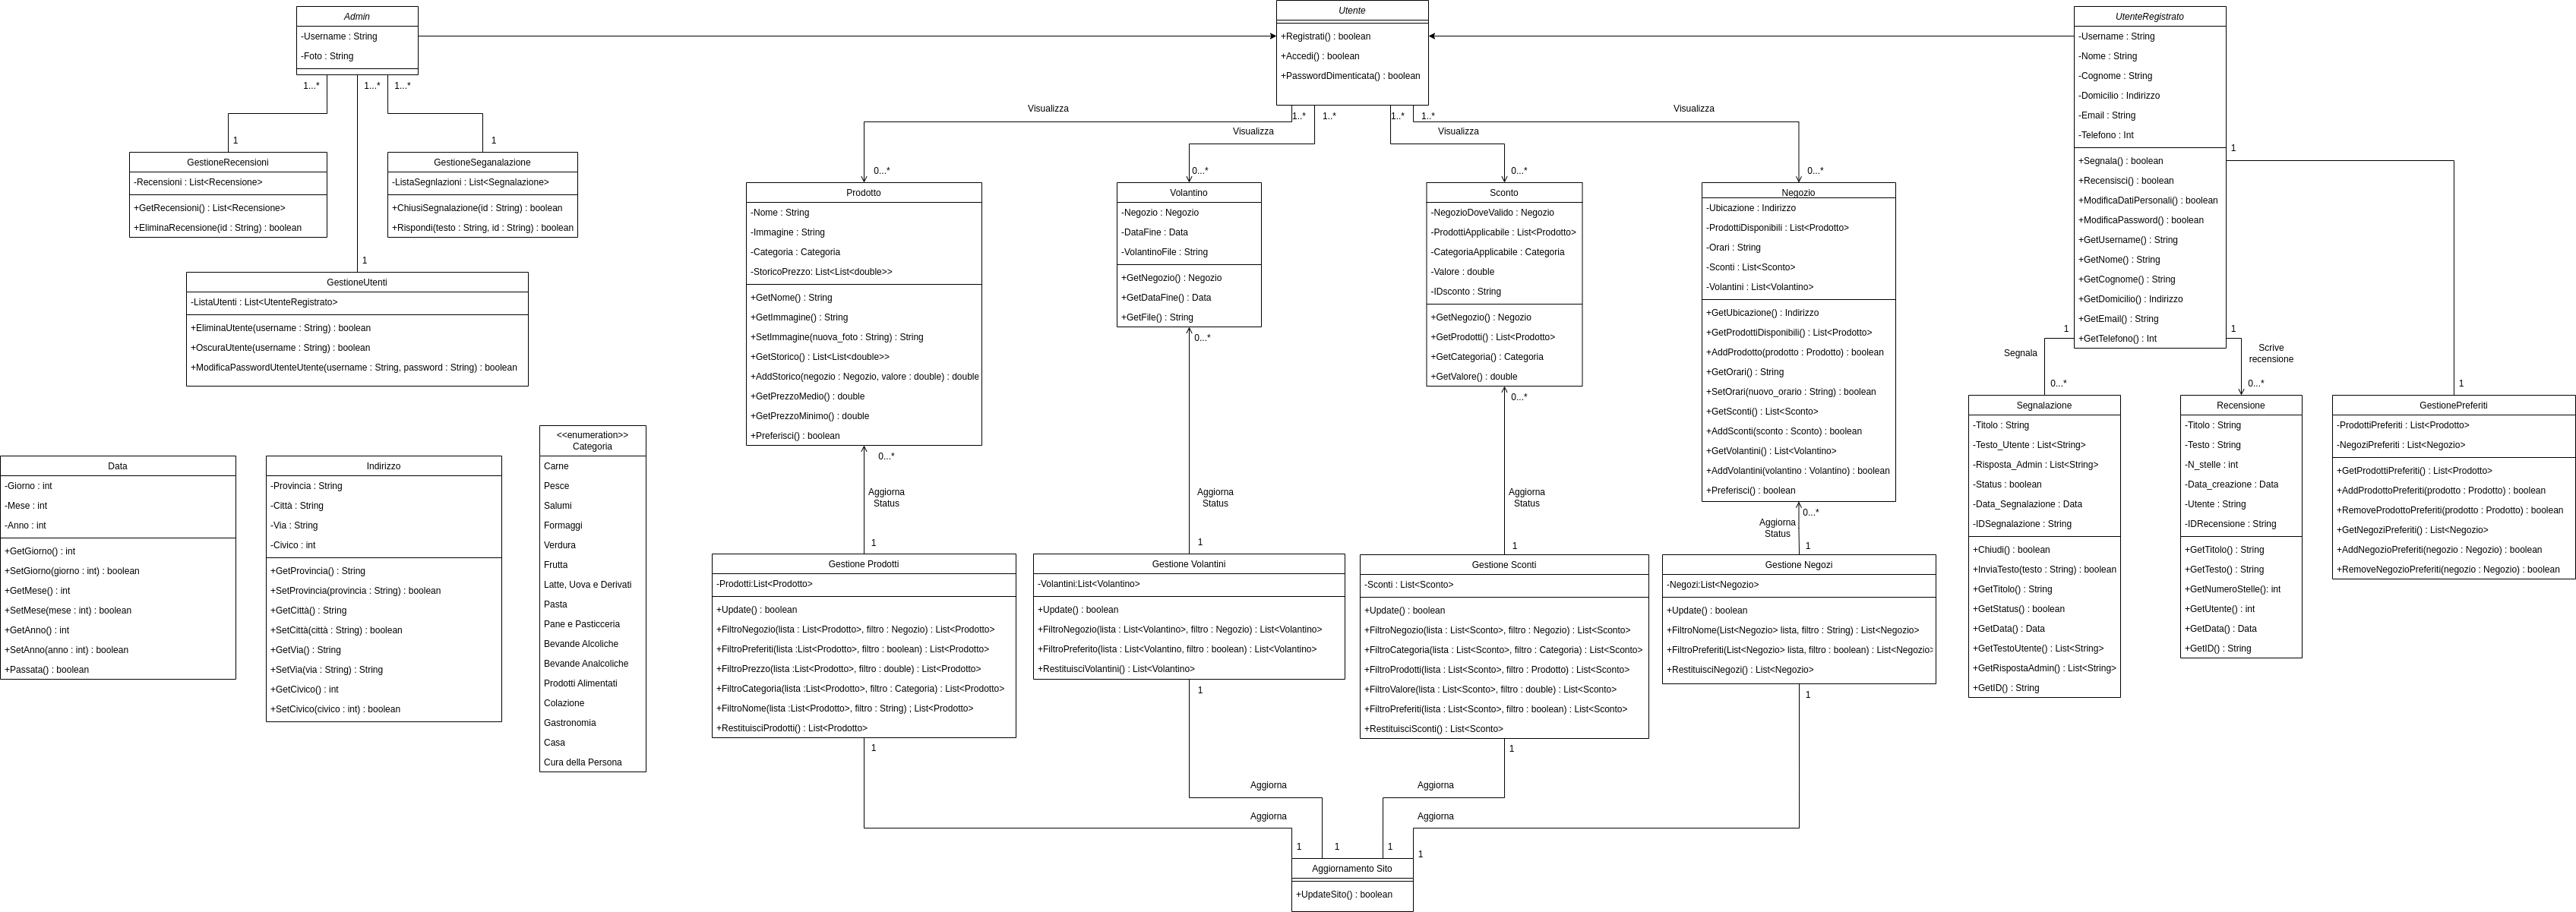 Admin
-Username : String
-Foto : String
1...*
1...*
1...*
1
1
1
GestioneRecensioni
-Recensioni : List<Recensione>
+GetRecensioni() : List<Recensione>
+EliminaRecensione(id : String) : boolean
GestioneSeganalazione
-ListaSegnlazioni : List<Segnalazione>
+ChiusiSegnalazione(id : String) : boolean
+Rispondi(testo : String, id : String) : boolean
GestioneUtenti
-ListaUtenti : List<UtenteRegistrato>
+EliminaUtente(username : String) : boolean
+OscuraUtente(username : String) : boolean
+ModificaPasswordUtenteUtente(username : String, password : String) : boolean
Utente
+Registrati() : boolean
+Accedi() : boolean
+PasswordDimenticata() : boolean
Visualizza
Visualizza
Visualizza
Visualizza
1..*
1..*
1..*
1..*
0...*
0...*
0...*
0...*
UtenteRegistrato
-Username : String
-Nome : String
-Cognome : String
-Domicilio : Indirizzo
-Email : String
-Telefono : Int
+Segnala() : boolean
+Recensisci() : boolean
+ModificaDatiPersonali() : boolean
+ModificaPassword() : boolean
+GetUsername() : String
+GetNome() : String
+GetCognome() : String
+GetDomicilio() : Indirizzo
+GetEmail() : String
+GetTelefono() : Int
1
1
1
Segnala
Scrive
recensione
0...*
0...*
1
Prodotto
-Nome : String
-Immagine : String
-Categoria : Categoria
-StoricoPrezzo: List<List<double>>
+GetNome() : String
+GetImmagine() : String
+SetImmagine(nuova_foto : String) : String
+GetStorico() : List<List<double>>
+AddStorico(negozio : Negozio, valore : double) : double
+GetPrezzoMedio() : double
+GetPrezzoMinimo() : double
+Preferisci() : boolean
Volantino
-Negozio : Negozio
-DataFine : Data
-VolantinoFile : String
+GetNegozio() : Negozio
+GetDataFine() : Data
+GetFile() : String
Sconto
-NegozioDoveValido : Negozio
-ProdottiApplicabile : List<Prodotto>
-CategoriaApplicabile : Categoria
-Valore : double
-IDsconto : String
+GetNegozio() : Negozio
+GetProdotti() : List<Prodotto>
+GetCategoria() : Categoria
+GetValore() : double
Negozio
-Ubicazione : Indirizzo
-ProdottiDisponibili : List<Prodotto>
-Orari : String
-Sconti : List<Sconto>
-Volantini : List<Volantino>
+GetUbicazione() : Indirizzo
+GetProdottiDisponibili() : List<Prodotto>
+AddProdotto(prodotto : Prodotto) : boolean
+GetOrari() : String
+SetOrari(nuovo_orario : String) : boolean
+GetSconti() : List<Sconto>
+AddSconti(sconto : Sconto) : boolean
+GetVolantini() : List<Volantino>
+AddVolantini(volantino : Volantino) : boolean
+Preferisci() : boolean
Segnalazione
-Titolo : String
-Testo_Utente : List<String>
-Risposta_Admin : List<String>
-Status : boolean
-Data_Segnalazione : Data
-IDSegnalazione : String
+Chiudi() : boolean
+InviaTesto(testo : String) : boolean
+GetTitolo() : String
+GetStatus() : boolean
+GetData() : Data
+GetTestoUtente() : List<String>
+GetRispostaAdmin() : List<String>
+GetID() : String
Recensione
-Titolo : String
-Testo : String
-N_stelle : int
-Data_creazione : Data
-Utente : String
-IDRecensione : String
+GetTitolo() : String
+GetTesto() : String
+GetNumeroStelle(): int
+GetUtente() : int
+GetData() : Data
+GetID() : String
GestionePreferiti
-ProdottiPreferiti : List<Prodotto>
-NegoziPreferiti : List<Negozio>
+GetProdottiPreferiti() : List<Prodotto>
+AddProdottoPreferiti(prodotto : Prodotto) : boolean
+RemoveProdottoPreferiti(prodotto : Prodotto) : boolean
+GetNegoziPreferiti() : List<Negozio>
+AddNegozioPreferiti(negozio : Negozio) : boolean
+RemoveNegozioPreferiti(negozio : Negozio) : boolean
Data
-Giorno : int
-Mese : int
-Anno : int
+GetGiorno() : int
+SetGiorno(giorno : int) : boolean
+GetMese() : int
+SetMese(mese : int) : boolean
+GetAnno() : int
+SetAnno(anno : int) : boolean
+Passata() : boolean
Indirizzo
-Provincia : String
-Città : String
-Via : String
-Civico : int
+GetProvincia() : String
+SetProvincia(provincia : String) : boolean
+GetCittà() : String
+SetCittà(città : String) : boolean
+GetVia() : String
+SetVia(via : String) : String
+GetCivico() : int
+SetCivico(civico : int) : boolean
<<enumeration>>
Categoria
Carne
Pesce
Salumi
Formaggi
Verdura
Frutta
Latte, Uova e Derivati
Pasta
Pane e Pasticceria
Bevande Alcoliche
Bevande Analcoliche
Prodotti Alimentati
Colazione
Gastronomia
Casa
Cura della Persona
0...*
Aggiorna
Status
1
0...*
Aggiorna
Status
1
0...*
Aggiorna
Status
1
0...*
Aggiorna
Status
1
Gestione Prodotti
-Prodotti:List<Prodotto>
+Update() : boolean
+FiltroNegozio(lista : List<Prodotto>, filtro : Negozio) : List<Prodotto>
+FiltroPreferiti(lista :List<Prodotto>, filtro : boolean) : List<Prodotto>
+FiltroPrezzo(lista :List<Prodotto>, filtro : double) : List<Prodotto>
+FiltroCategoria(lista :List<Prodotto>, filtro : Categoria) : List<Prodotto>
+FiltroNome(lista :List<Prodotto>, filtro : String) ; List<Prodotto>
+RestituisciProdotti() : List<Prodotto>
Gestione Volantini
-Volantini:List<Volantino>
+Update() : boolean
+FiltroNegozio(lista : List<Volantino>, filtro : Negozio) : List<Volantino>
+FiltroPreferito(lista : List<Volantino, filtro : boolean) : List<Volantino>
+RestituisciVolantini() : List<Volantino>
Gestione Sconti
-Sconti : List<Sconto>
+Update() : boolean
+FiltroNegozio(lista : List<Sconto>, filtro : Negozio) : List<Sconto>
+FiltroCategoria(lista : List<Sconto>, filtro : Categoria) : List<Sconto>
+FiltroProdotti(lista : List<Sconto>, filtro : Prodotto) : List<Sconto>
+FiltroValore(lista : List<Sconto>, filtro : double) : List<Sconto>
+FiltroPreferiti(lista : List<Sconto>, filtro : boolean) : List<Sconto>
+RestituisciSconti() : List<Sconto>
Gestione Negozi
-Negozi:List<Negozio>
+Update() : boolean
+FiltroNome(List<Negozio> lista, filtro : String) : List<Negozio>
+FiltroPreferiti(List<Negozio> lista, filtro : boolean) : List<Negozio>
+RestituisciNegozi() : List<Negozio>
1
1
1
1
Aggiorna
Aggiorna
Aggiorna
Aggiorna
1
1
1
1
Aggiornamento Sito
+UpdateSito() : boolean